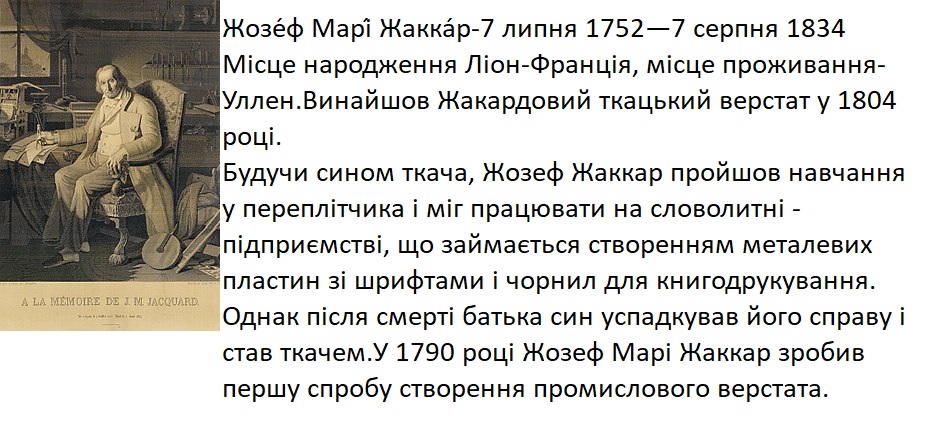 Жозе́ф Марі́ Жакка́р-7 липня 1752—7 серпня 1834
Місце народження Ліон-Франція, місце проживання-
Уллен.Винайшов Жакардовий ткацький верстат у 1804
році.
Будучи сином ткача, Жозеф Жаккар пройшов навчання
у переплітчика і міг працювати на словолитні -
підприємстві, що займається створенням металевих
пластин зі шрифтами і чорнил для книгодрукування.
Однак після смерті батька син успадкував його справу і
став ткачем.У 1790 році Жозеф Марі Жаккар зробив
першу спробу створення промислового верстата.
A LA MÉMOIRE DE J. M. JACQUARD.